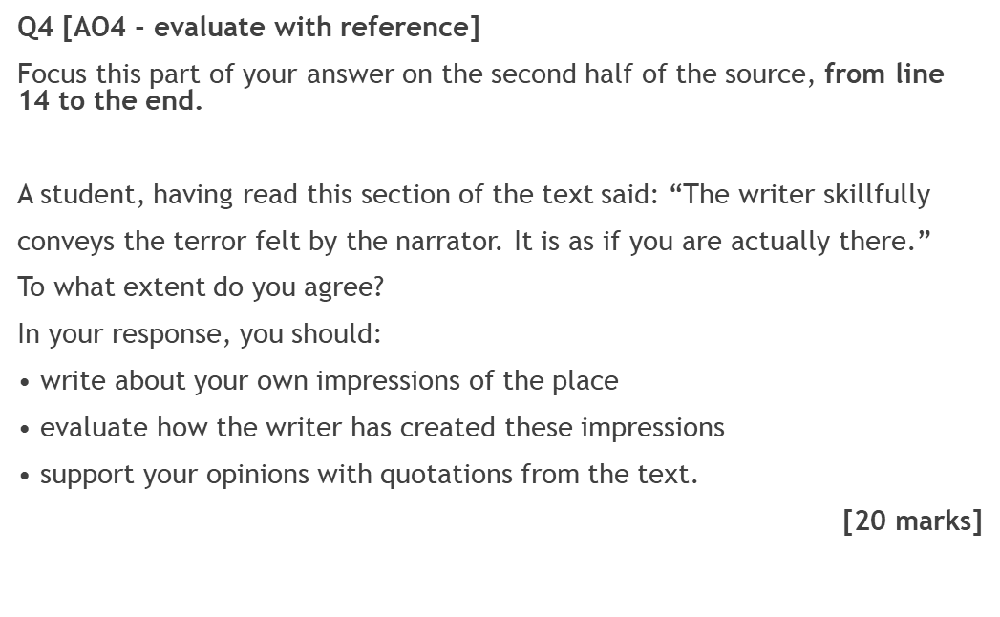 Q4 [AO4 - evaluate with reference]
Focus this part of your answer on the second half of the source, from line
14 to the end.
A student, having read this section of the text said: “The writer skillfully
conveys the terror felt by the narrator. It is as if you are actually there.”
To what extent do you agree?
In your response, you should:
• write about your own impressions of the place
• evaluate how the writer has created these impressions
• support your opinions with quotations from the text.
[20 marks]